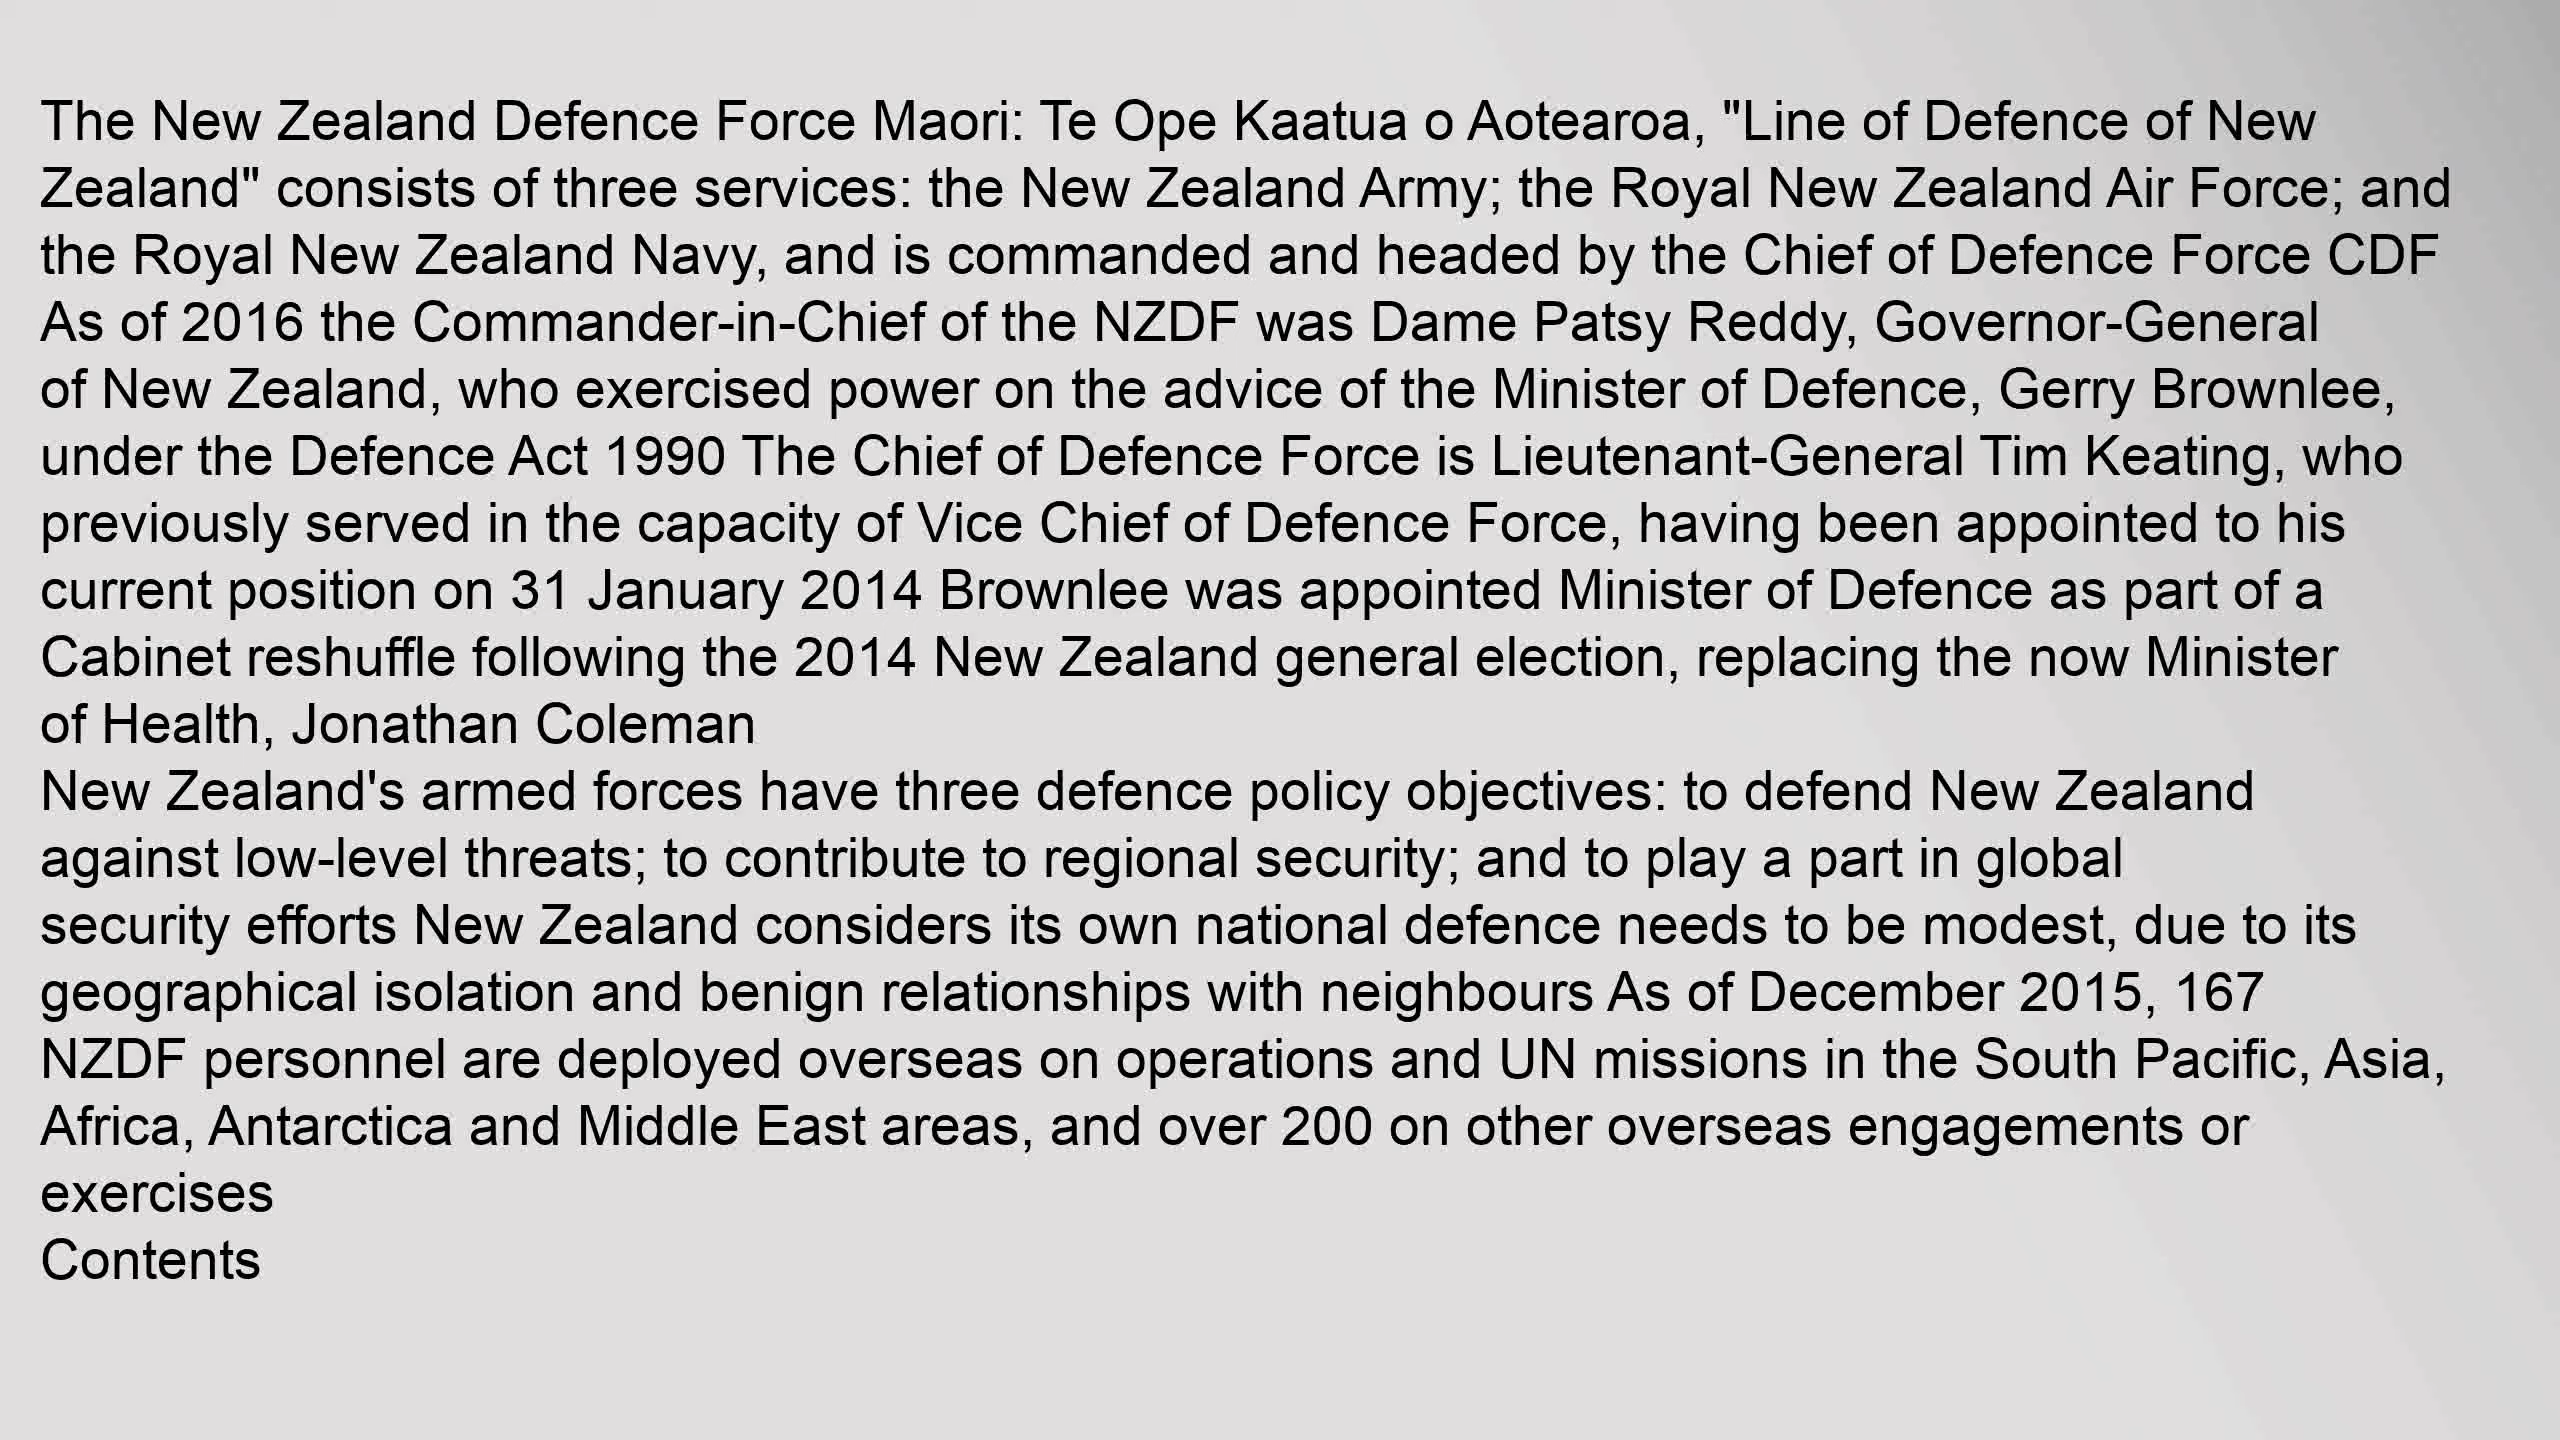 The New Zealand Defence Force Maori: Te Ope Kaatua o Aotearoa, "Line of Defence of New
Zealand" consists of three services: the New Zealand Army; the Royal New Zealand Air Force; and
the Royal New Zealand Navy, and is commanded and headed by the Chief of Defence Force CDF
As of 2016 the Commander-in-Chief of the NZDF was Dame Patsy Reddy, Governor-General
of New Zealand, who exercised power on the advice of the Minister of Defence, Gerry Brownlee,
under the Defence Act 1990 The Chief of Defence Force is Lieutenant-General Tim Keating, who
previously served in the capacity of Vice Chief of Defence Force, having been appointed to his
current position on 31 January 2014 Brownlee was appointed Minister of Defence as part of a
Cabinet reshuffle following the 2014 New Zealand general election, replacing the now Minister
of Health, Jonathan Coleman
New Zealand's armed forces have three defence policy objectives: to defend New Zealand
against low-level threats; to contribute to regional security; and to play a part in global
security efforts New Zealand considers its own national defence needs to be modest, due to its
geographical isolation and benign relationships with neighbours As of December 2015, 167
NZDF personnel are deployed overseas on operations and UN missions in the South Pacific, Asia,
Africa, Antarctica and Middle East areas, and over 200 on other overseas engagements or
exercises
Contents